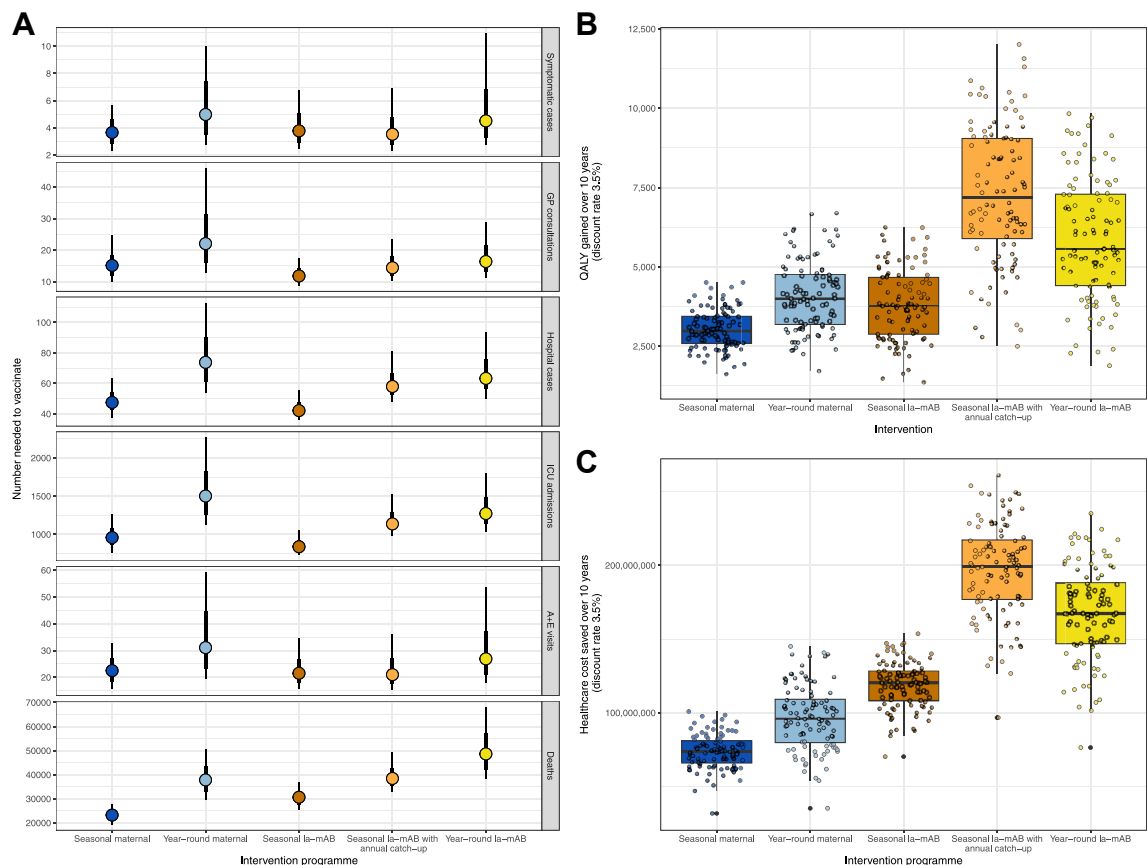 A
Number needed to vaccinate
10
8
6
4
2
Symptomatic cases
40
30
20
10
GP consultations
100
80
60
40
Hospital cases
2000
1500
1000
ICU admissions
60
50
40
30
20
A+E visits
70000
60000
50000
40000
30000
20000
Deaths
Seasonal maternal
Year-round maternal
Seasonal la-mAB
Seasonal la-mAB with
annual catch-up
Year-round la-mAB
Intervention programme
B
QALY gained over 10 years
(discount rate 3.5%)
12,500
10,000
7,500
5,000
2,500
Seasonal maternal
Year-round maternal
Seasonal la-mAB
Seasonal la-mAB with
annual catch-up
Year-round la-mAB
Intervention
C
Healthcare cost saved over 10 years
(discount rate 3.5%)
200,000,000
100,000,000
Seasonal maternal
Year-round maternal
Seasonal la-mAB
Seasonal la-mAB with
annual catch-up
Year-round la-mAB
Intervention programme